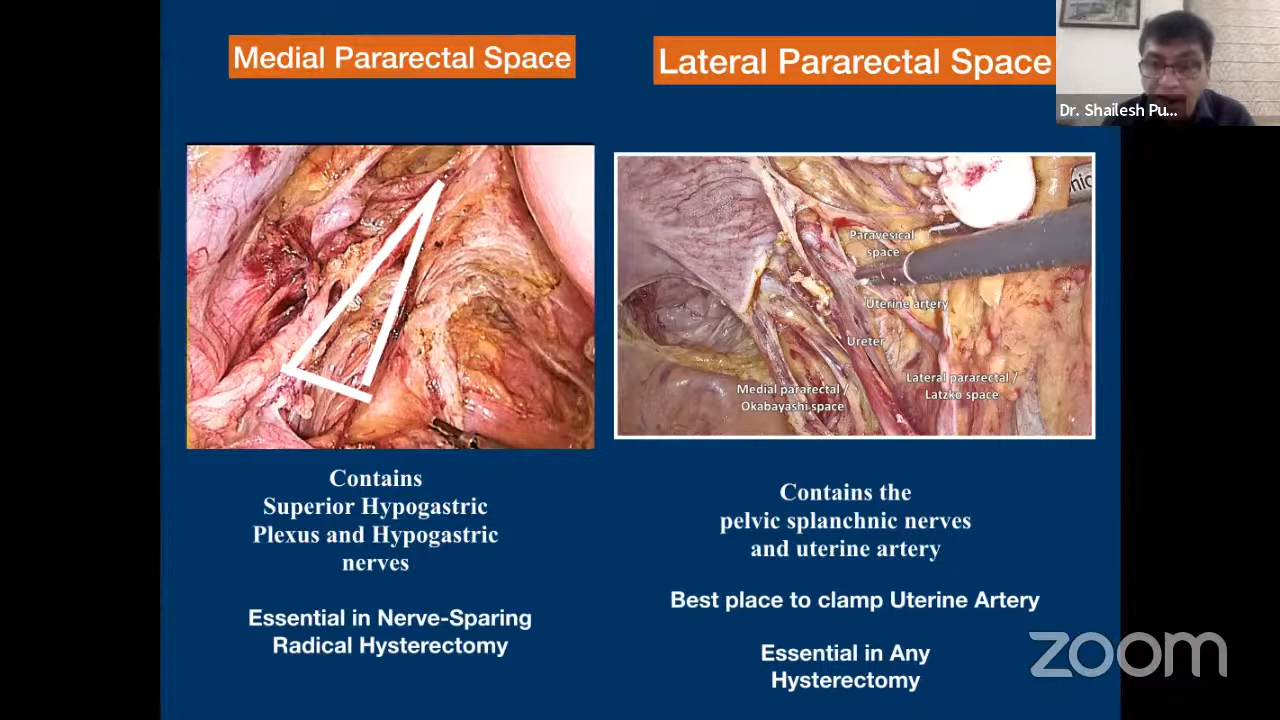 Medial Pararectal Space
Lateral Pararectal Space
Dr. Shailesh Pu...
Paravesical
space
Uterine artery
Ureter
Medial pararectal /
Okabayashi space
Lateral pararectal /
Latzko space
Contains
Superior Hypogastric
Plexus and Hypogastric
nerves
Essential in Nerve-Sparing
Radical Hysterectomy
Contains the
pelvic splanchnic nerves
and uterine artery
Best place to clamp Uterine Artery
Essential in Any
Hysterectomy
zoom